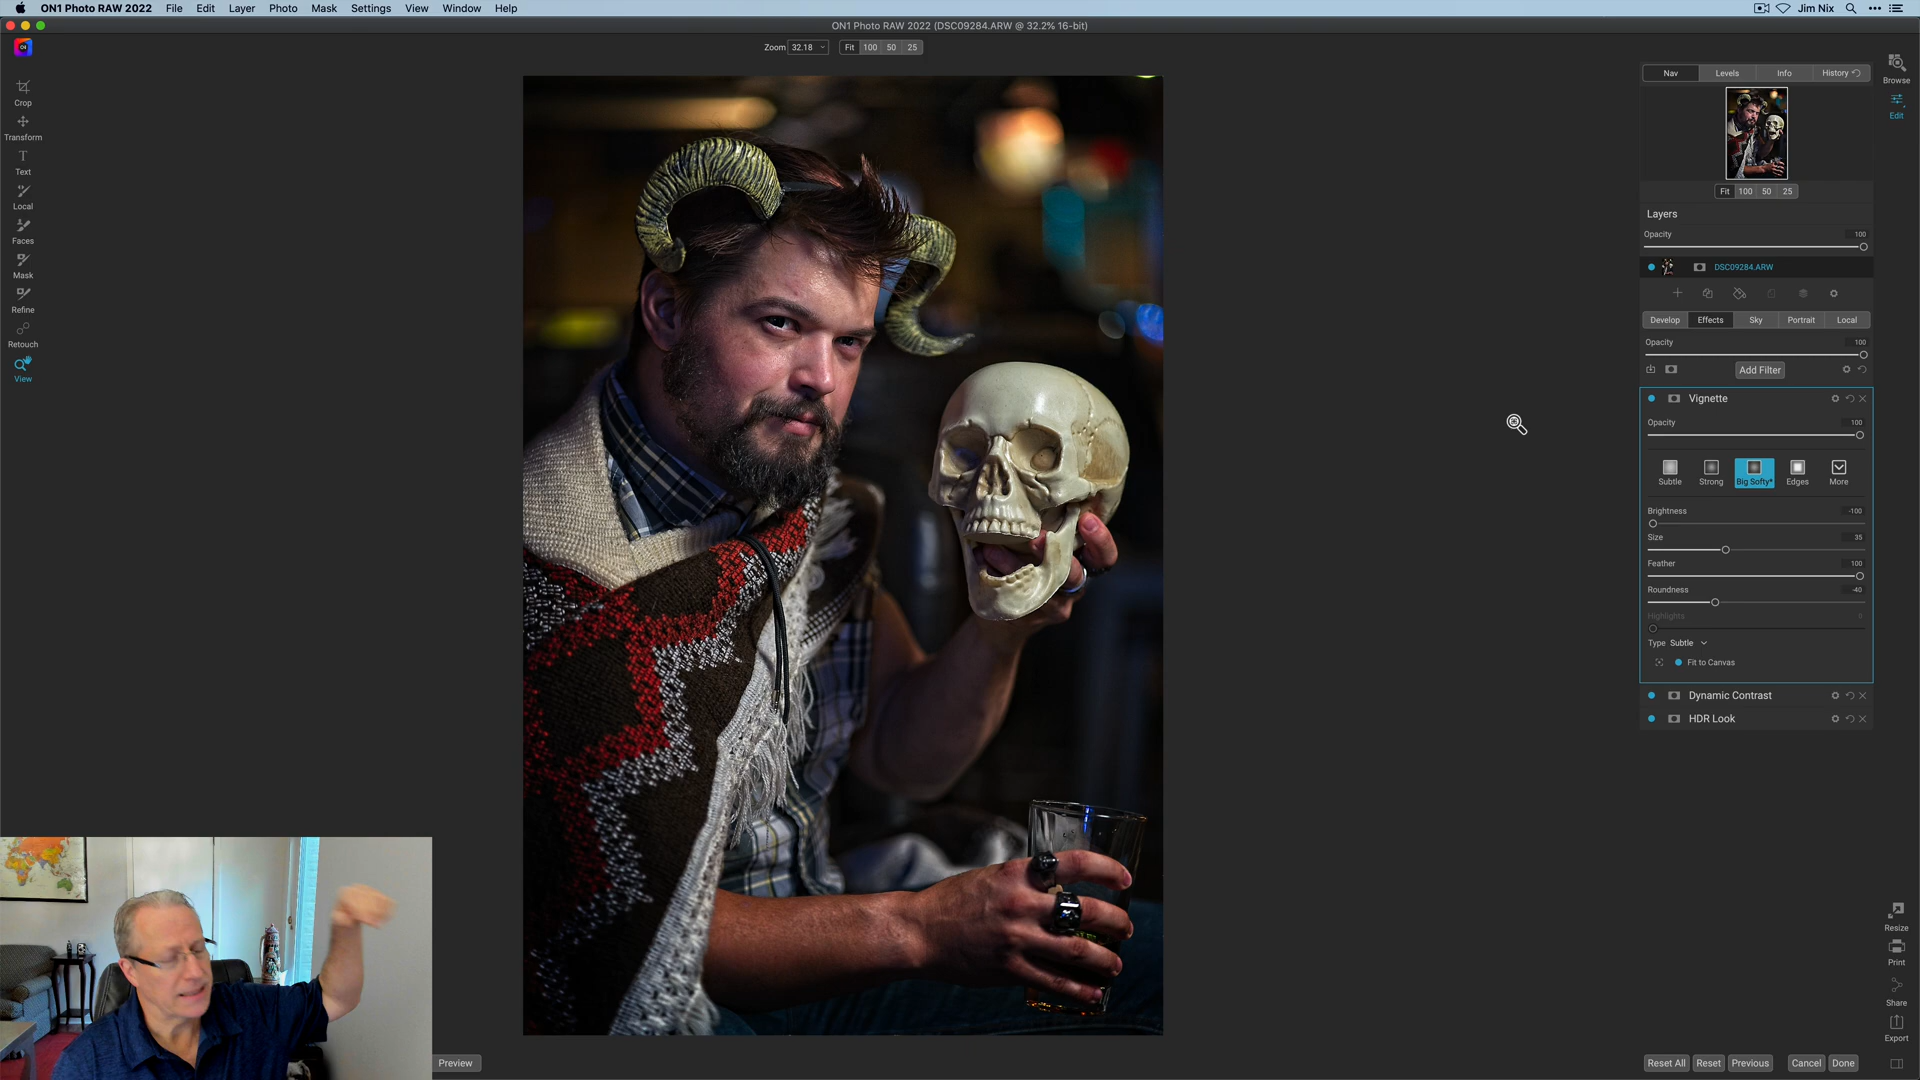 ON1 Photo RAW 2022 File Edit Layer Photo Mask Settings View Window Help Jim Nix
ON1 Photo RAW 2022 (DSC09284.ARW @ 32.2% 16-bit)
Zoom 32.18 Fit 100 50 25
Crop
Transform
Text
Local
Faces
Mask
Refine
Retouch
View
Nav Levels Info History
Fit 100 50 25
Layers
Opacity 100
DSC09284.ARW
Develop Effects Sky Portrait Local
Opacity 100
Add Filter
Vignette
Opacity 100
Subtle Strong Big Softy* Edges More
Brightness -100
Size 35
Feather 100
Roundness -40
Highlights
Type Subtle
Fit to Canvas
Dynamic Contrast
HDR Look
Browse
Edit
Resize
Print
Share
Export
Preview
Reset All Reset Previous Cancel Done